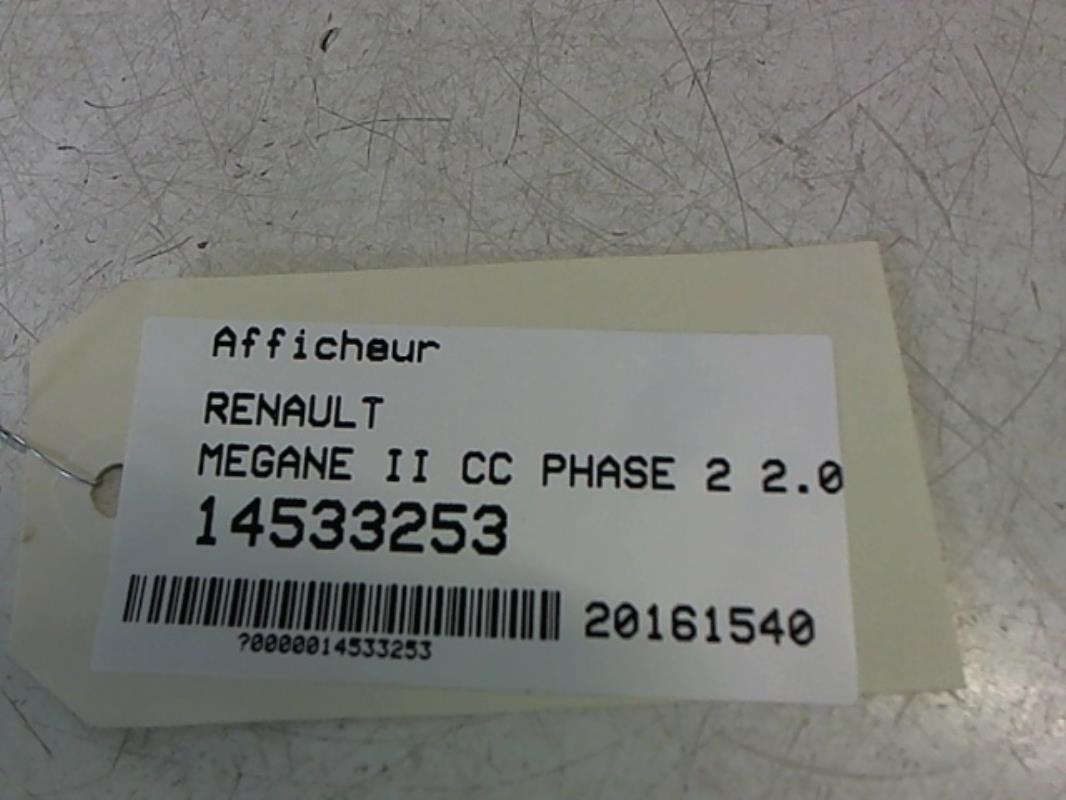 Afficheur
RENAULT
MEGANE II CC PHASE 2 2.0
14533253
20161540
?0000014533253